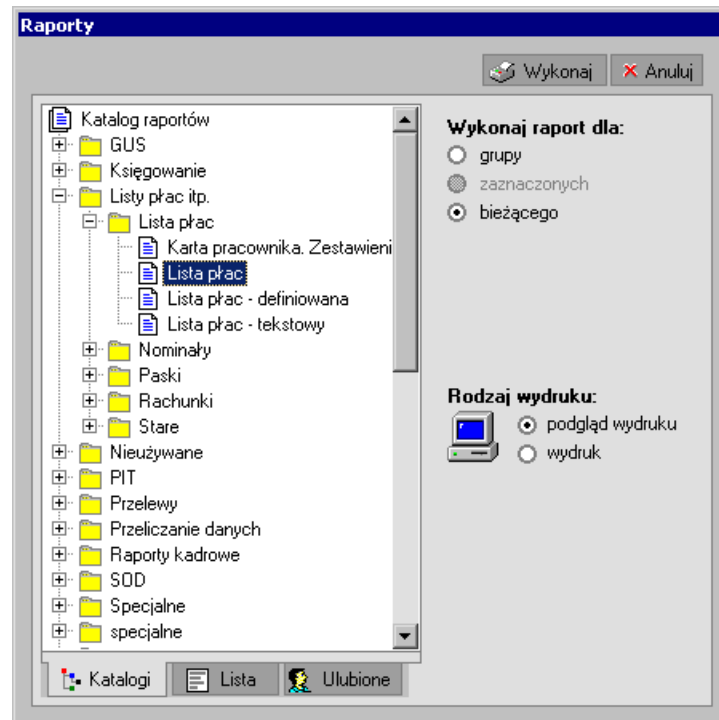 Raporty
Wykonaj
Anuluj
Katalog raportów
GUS
Księgowanie
Listy płac itp.
Lista płac
Karta pracownika. Zestawieni
Lista płac
Lista płac - definiowana
Lista płac - tekstowy
Nominały
Paski
Rachunki
Stare
Nieużywane
PIT
Przelewy
Przeliczanie danych
Raporty kadrowe
SOD
Specjalne
specjalne
Katalogi
Lista
Ulubione
Wykonaj raport dla:
grupy
zaznaczonych
bieżącego
Rodzaj wydruku:
podgląd wydruku
wydruk